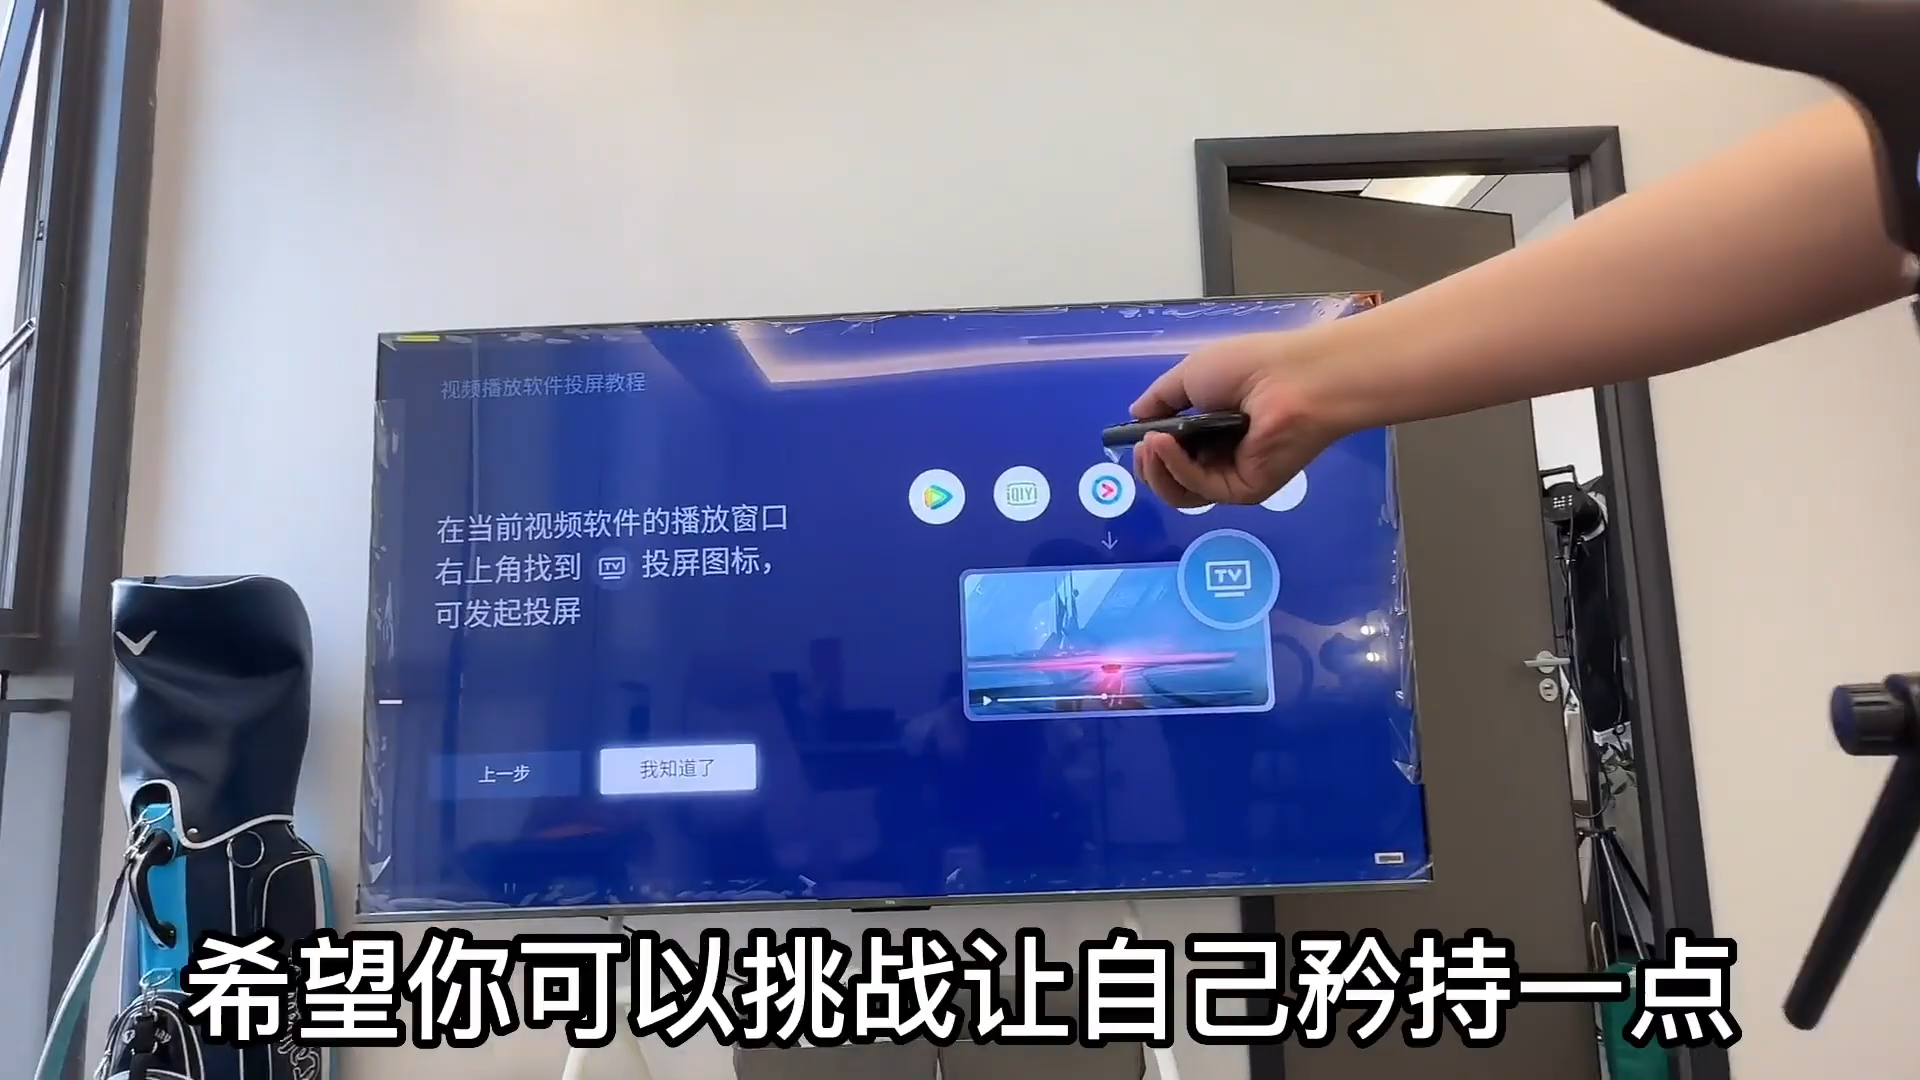 视频播放软件投屏教程
在当前视频软件的播放窗口
右上角找到 TV 投屏图标,
可发起投屏
iQIYI
TV
上一步
我知道了
希望你可以挑战让自己矜持一点